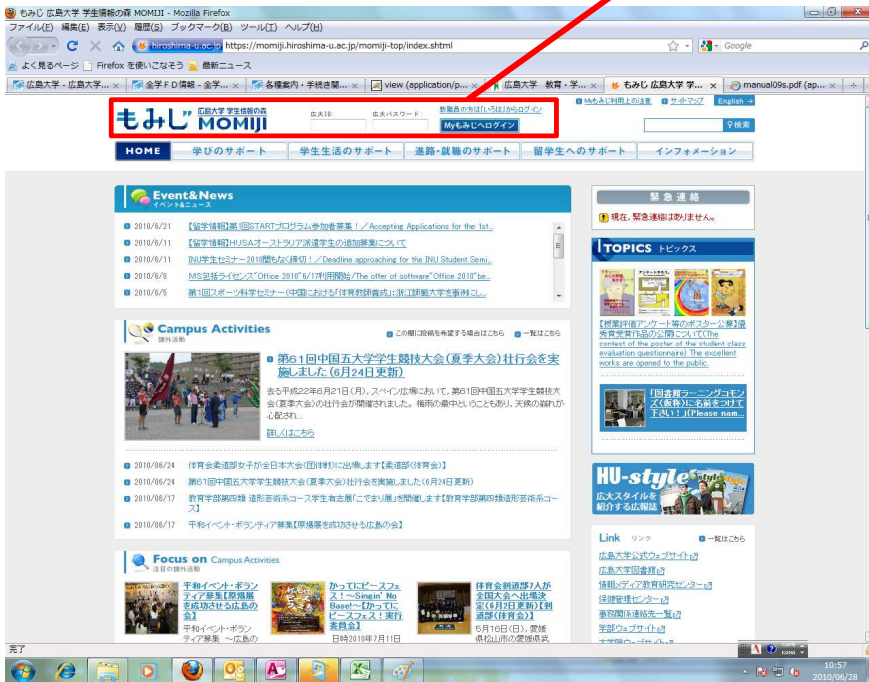 もみじ 広島大学 学生情報の森 MOMIJI - Mozilla Firefox
ファイル(F) 編集(E) 表示(V) 履歴(S) ブックマーク(B) ツール(T) ヘルプ(H)
hiroshima-u.ac.jp https://momiji.hiroshima-u.ac.jp/momiji-top/index.shtml
Google
よく見るページ Firefox を使いこなそう 最新ニュース
広島大学 - 広島大... 全学FD情報 - 全学... 各種案内・手続き関... view (application/p... 広島大学 教育・学... もみじ 広島大学 学... manual09s.pdf (ap...
もみじ 広島大学 学生情報の森 MOMIJI
広大ID: 広大パスワード:
教職員の方は「いろは」からログイン
Myもみじへログイン
Myもみじ利用上の注意 サイトマップ English
検索
HOME 学びのサポート 学生生活のサポート 進路・就職のサポート 留学生へのサポート インフォメーション
Event&News
イベント&ニュース
2010/6/21 【留学情報】第1回STARTプログラム参加者募集!/Accepting Applications for the 1st...
2010/6/11 【留学情報】HUSAオーストラリア派遣学生の追加募集について
2010/6/11 INU学生セミナー2010間もなく締切!/Deadline approaching for the INU Student Semi...
2010/6/8 MS包括ライセンス"Office 2010"6/17利用開始/The offer of software"Office 2010"be...
2010/6/5 第1回スポーツ科学セミナー(中国における「体育教師養成」:浙江師範大学を事例にし...
緊急連絡
現在、緊急連絡はありません。
TOPICS トピックス
【授業評価アンケート等のポスター公募】優秀賞受賞作品の公開について(The contest of the poster of the student class evaluation questionnaire) The excellent works are opened to the public.
「図書館ラーニングコモンズ(仮称)に名前をつけて下さい!」(Please nam...
Campus Activities
課外活動
この欄に投稿を希望する場合はこちら 一覧はこちら
第61回中国五大学学生競技大会(夏季大会)壮行会を実施しました(6月24日更新)
去る平成22年6月21日(月)、スペイン広場において、第61回中国五大学学生競技大会(夏季大会)の壮行会が開催されました。梅雨の最中ということもあり、天候の崩れが心配され...
詳しくはこちら
2010/06/24 体育会柔道部女子が全日本大会(団体戦)に出場します【柔道部(体育会)】
2010/06/24 第61回中国五大学学生競技大会(夏季大会)壮行会を実施しました(6月24日更新)
2010/06/17 教育学部第四類 造形芸術系コース学生有志展「こでまり展」を開催します【教育学部第四類造形芸術系コース】
2010/06/17 平和イベント・ボランティア募集【原爆展を成功させる広島の会】
HU-style
広大スタイルを紹介する広報誌
Focus on Campus Activities
注目の課外活動
平和イベント・ボランティア募集【原爆展を成功させる広島の会】
平和イベント・ボランティア募集 ~広島の
かってにピースフェス!~Singin' No Base!~【かってにピースフェス!実行委員会】
日時2010年7月11日
体育会剣道部7人が全国大会へ出場決定(6月2日更新)【剣道部(体育会)】
5月16日(日)、愛媛県松山市の愛媛県武
Link リンク 一覧はこちら
広島大学公式ウェブサイト
広島大学図書館
情報メディア教育研究センター
保健管理センター
事務関係連絡先一覧
学部ウェブサイト
完了
10:57
2010/06/28